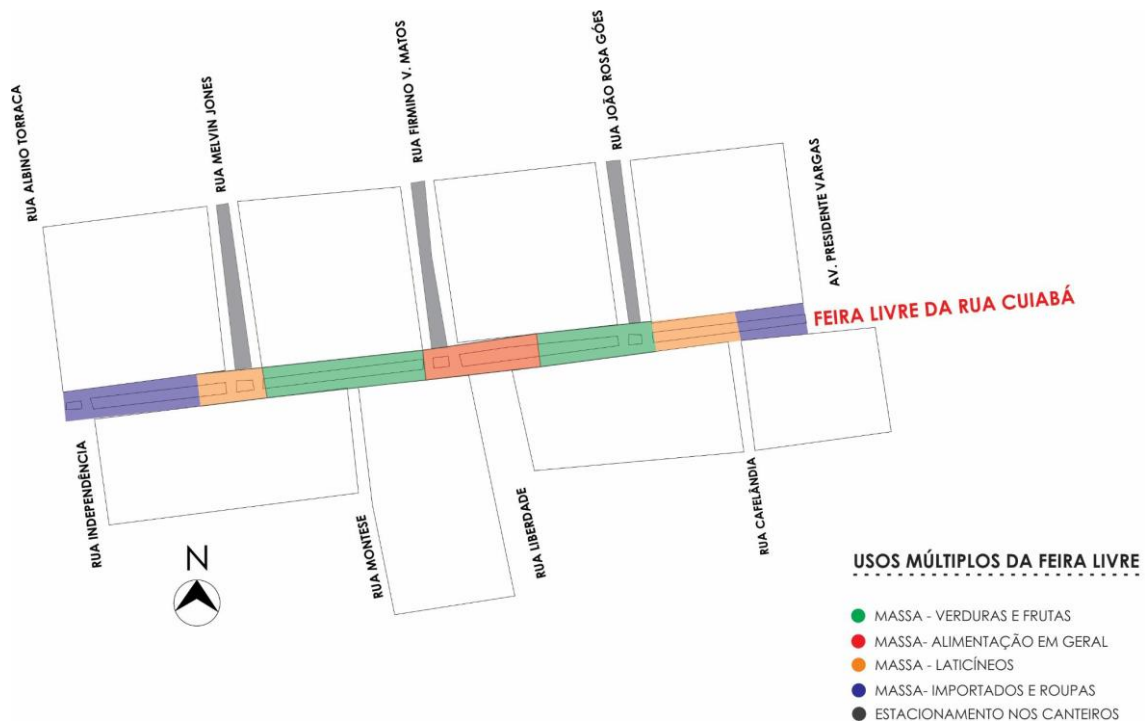 RUA ALBINO TORRACA
RUA MELVIN JONES
RUA FIRMINO V. MATOS
RUA JOÃO ROSA GÓES
AV. PRESIDENTE VARGAS
FEIRA LIVRE DA RUA CUIABÁ
RUA INDEPENDÊNCIA
RUA MONTESE
RUA LIBERDADE
RUA CAFELÂNDIA
N
USOS MÚLTIPLOS DA FEIRA LIVRE
MASSA - VERDURAS E FRUTAS
MASSA- ALIMENTAÇÃO EM GERAL
MASSA - LATICÍNEOS
MASSA- IMPORTADOS E ROUPAS
ESTACIONAMENTO NOS CANTEIROS